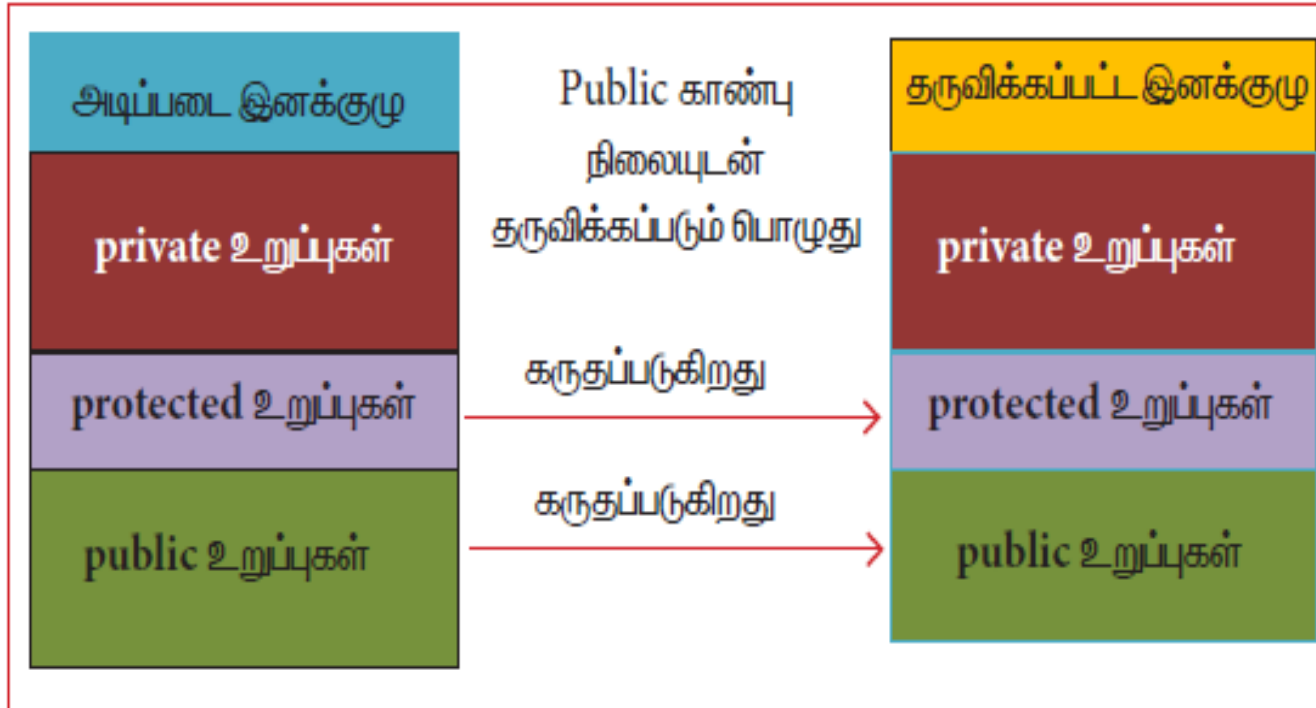 அடிப்படை இனக்குழு
private உறுப்புகள்
protected உறுப்புகள்
public உறுப்புகள்
Public காண்பு
நிலையுடன்
தருவிக்கப்படும் பொழுது
கருதப்படுகிறது
கருதப்படுகிறது
தருவிக்கப்பட்ட இனக்குழு
private உறுப்புகள்
protected உறுப்புகள்
public உறுப்புகள்